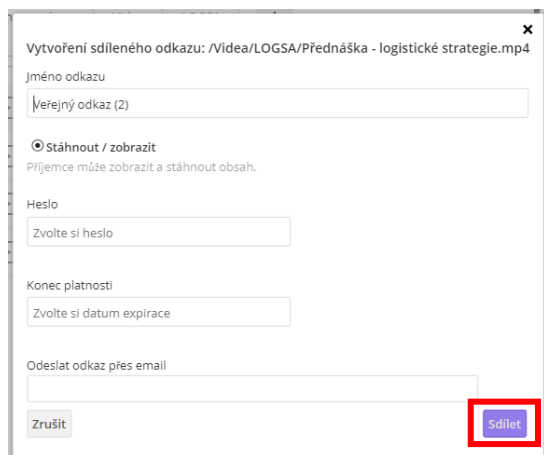 Vytvoření sdíleného odkazu: /Videa/LOGSA/Přednáška - logistické strategie.mp4
Jméno odkazu
Veřejný odkaz (2)
Stáhnout / zobrazit
Příjemce může zobrazit a stáhnout obsah.
Heslo
Zvolte si heslo
Konec platnosti
Zvolte si datum expirace
Odeslat odkaz přes email
Zrušit
Sdílet